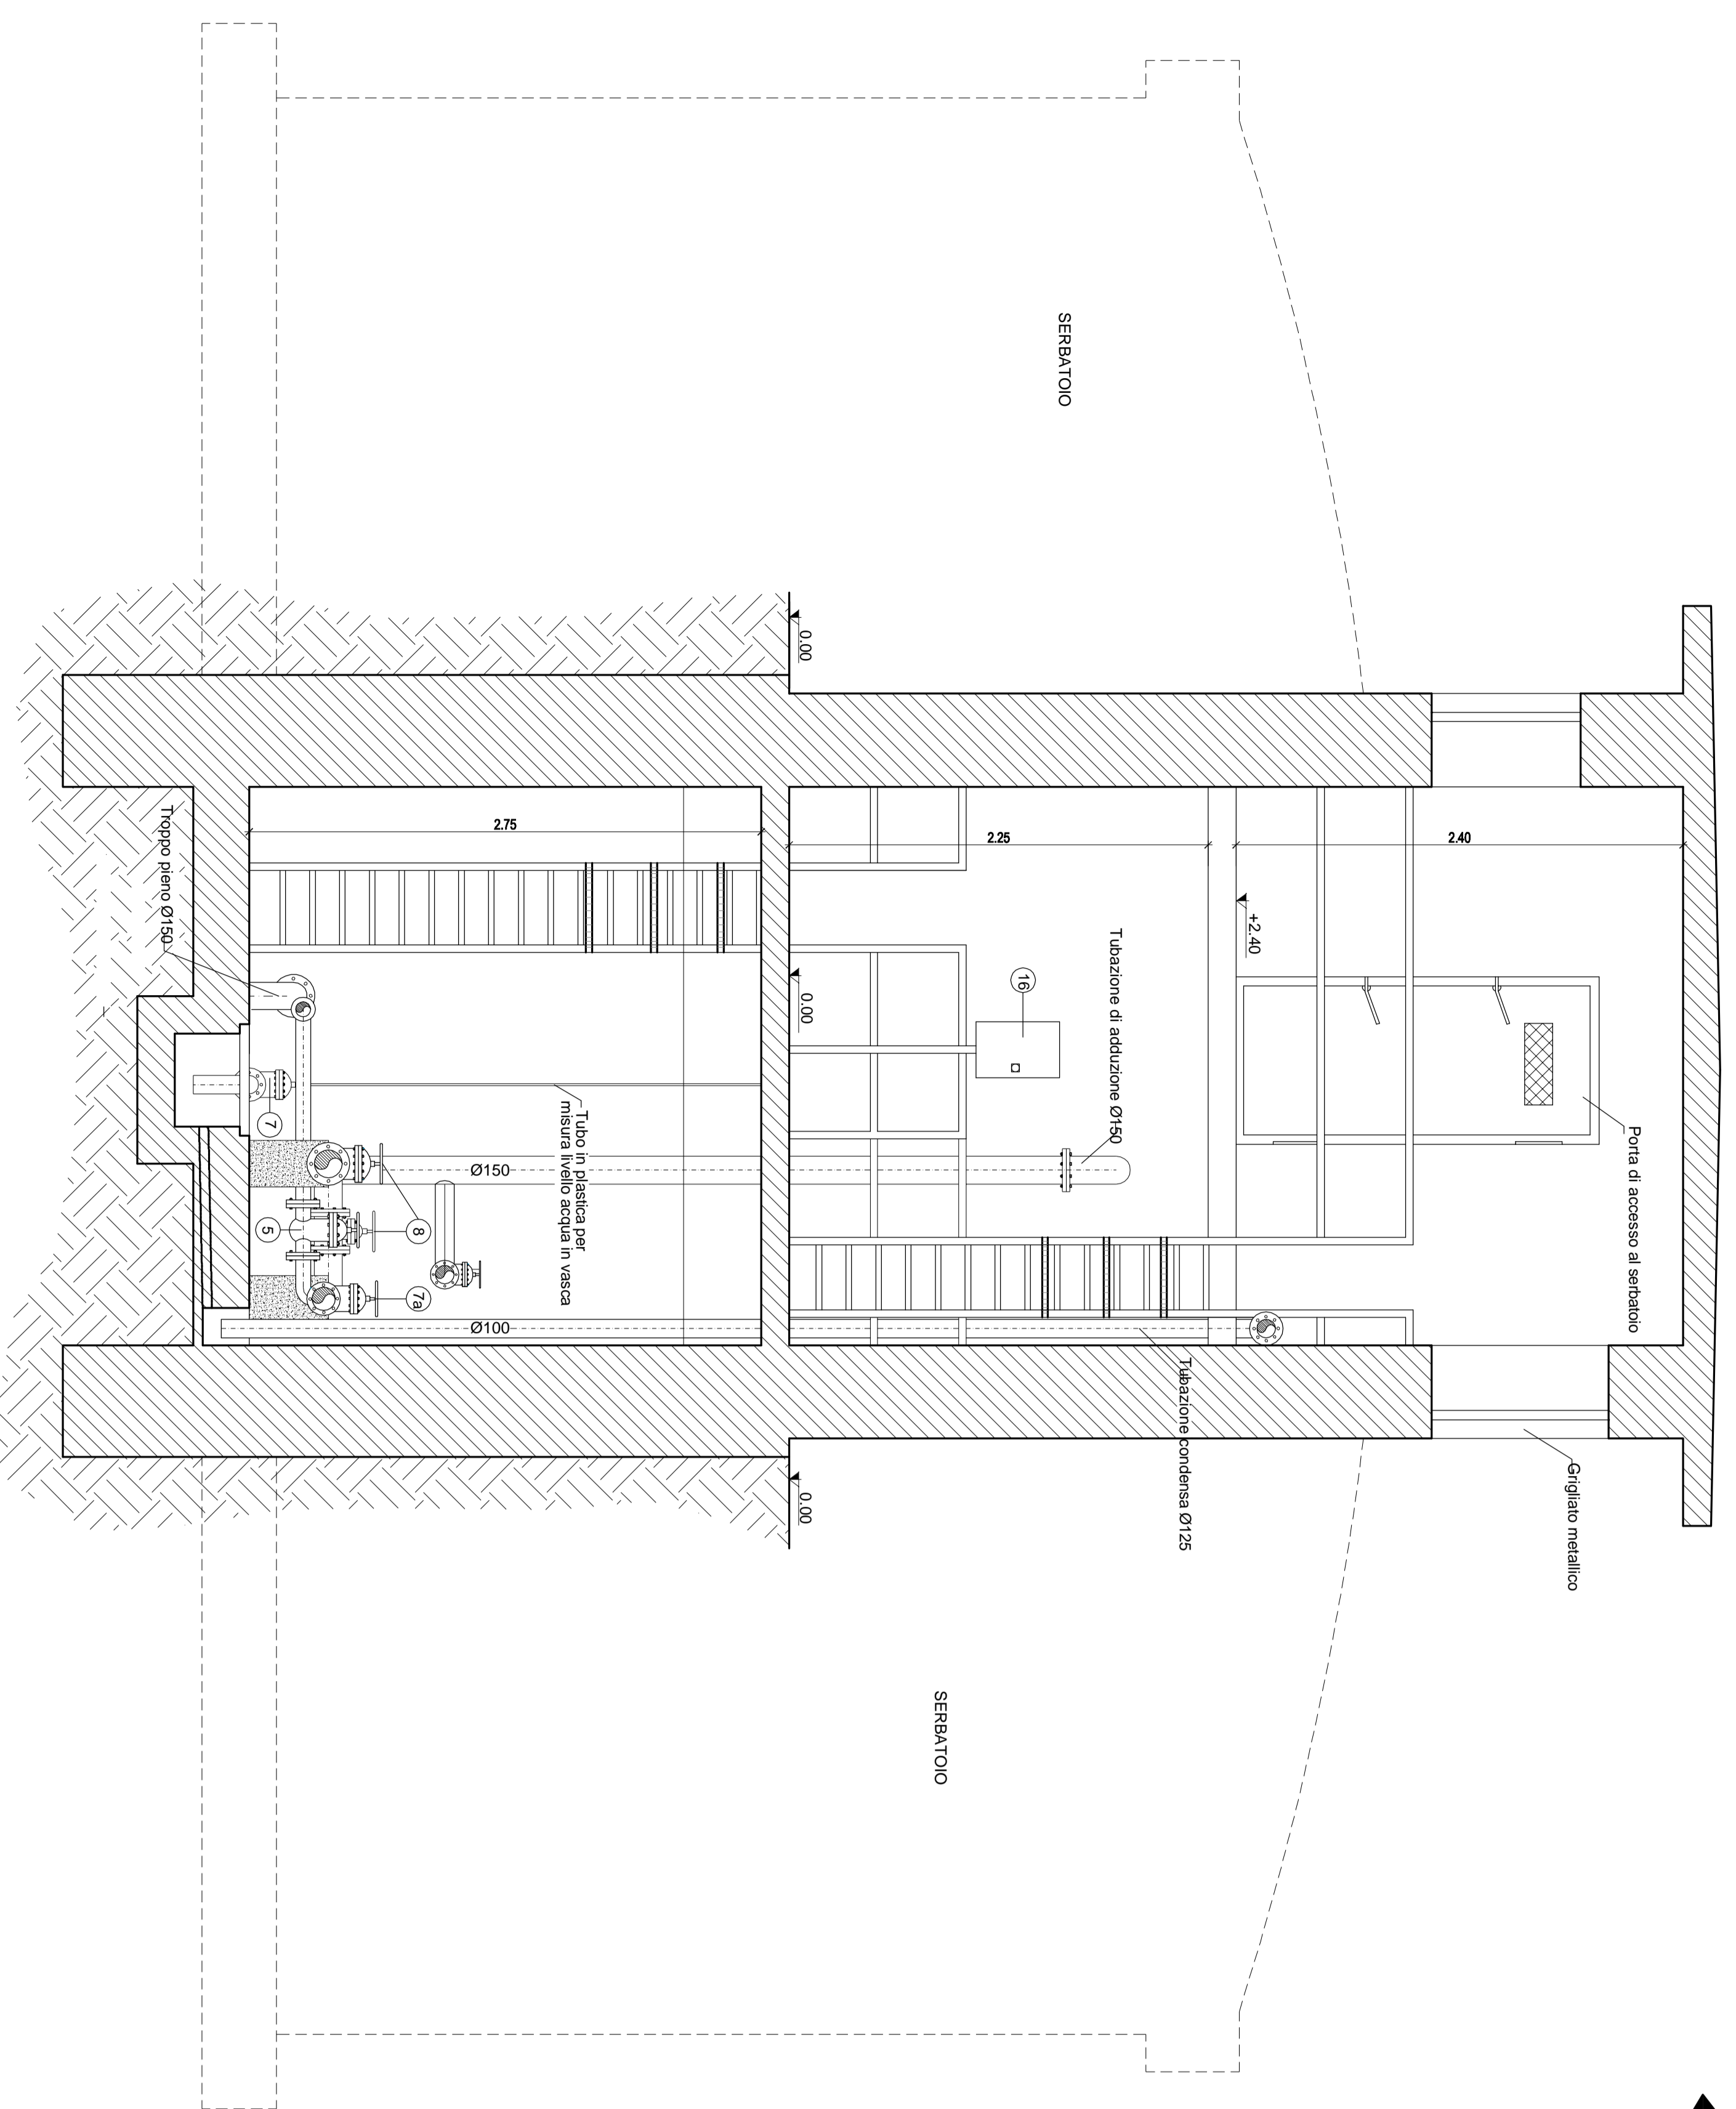 Grigliato metallico
Porta di accesso al serbatoio
2.40
+2.40
Tubazione condensa Ø125
Tubazione di adduzione Ø150
SERBATOIO
2.25
16
SERBATOIO
0.00
0.00
0.00
2.75
Tubo in plastica per
misura livello acqua in vasca
Ø150
Ø100
8
7a
5
7
Troppo pieno Ø150